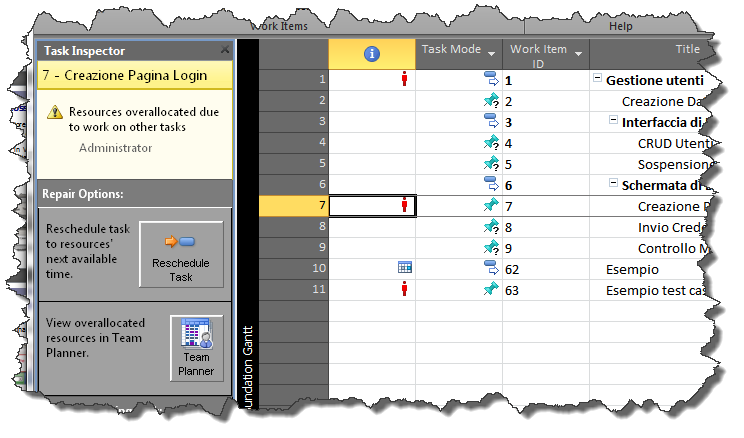 Work Items
Help
Task Inspector
7 - Creazione Pagina Login
Resources overallocated due
to work on other tasks
Administrator
Repair Options:
Reschedule task
to resources'
next available
time.
Reschedule
Task
View overallocated
resources in Team
Planner.
Team
Planner
undation Gantt
Task Mode
Work Item
ID
Title
1 1 Gestione utenti
2 2 Creazione Da
3 3 Interfaccia di
4 4 CRUD Utenti
5 5 Sospensione
6 6 Schermata di
7 7 Creazione P
8 8 Invio Crede
9 9 Controllo M
10 62 Esempio
11 63 Esempio test cas